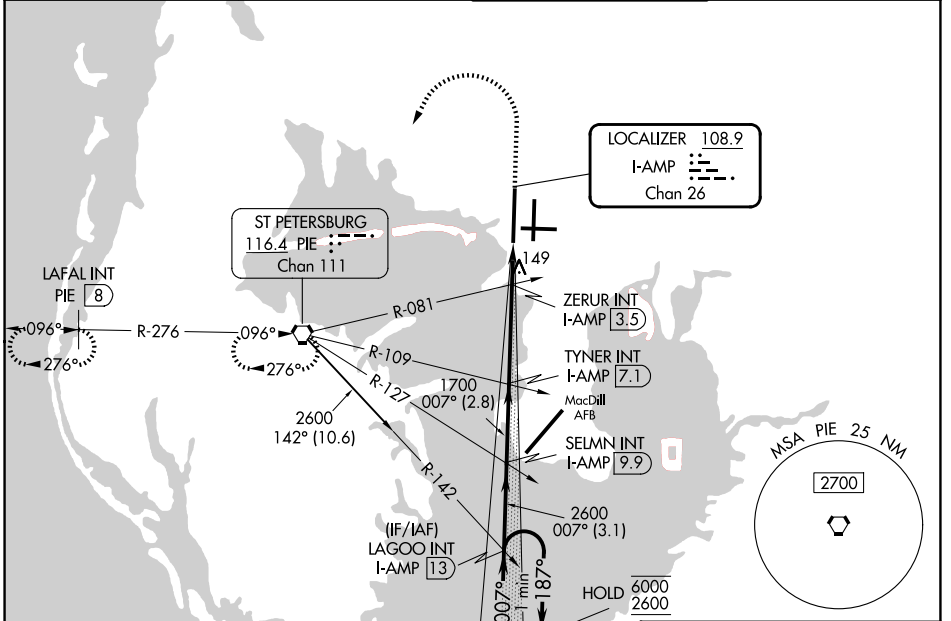 LOCALIZER 108.9
I-AMP
Chan 26
ST PETERSBURG
116.4 PIE
Chan 111
149
LAFAL INT
PIE 8
096°
R-276
096°
276°
276°
R-081
ZERUR INT
I-AMP 3.5
R-109
R-127
TYNER INT
I-AMP 7.1
1700
007° (2.8)
MacDill
AFB
2600
142° (10.6)
SELMN INT
I-AMP 9.9
R-142
MSA PIE 25 NM
2700
2600
007° (3.1)
(IF/IAF)
LAGOO INT
I-AMP 13
007°
1 min
187°
HOLD 6000
2600